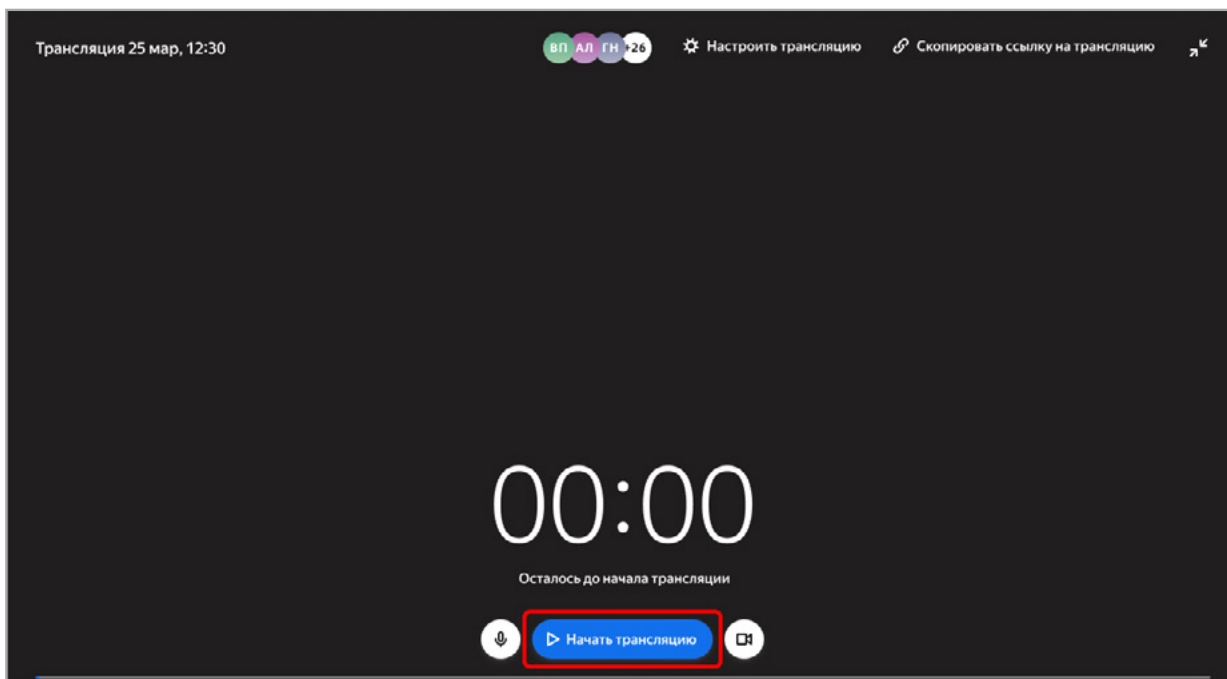 Трансляция 25 мар, 12:30
ВП АЛ ГН +26
Настроить трансляцию
Скопировать ссылку на трансляцию
00:00
Осталось до начала трансляции
Начать трансляцию